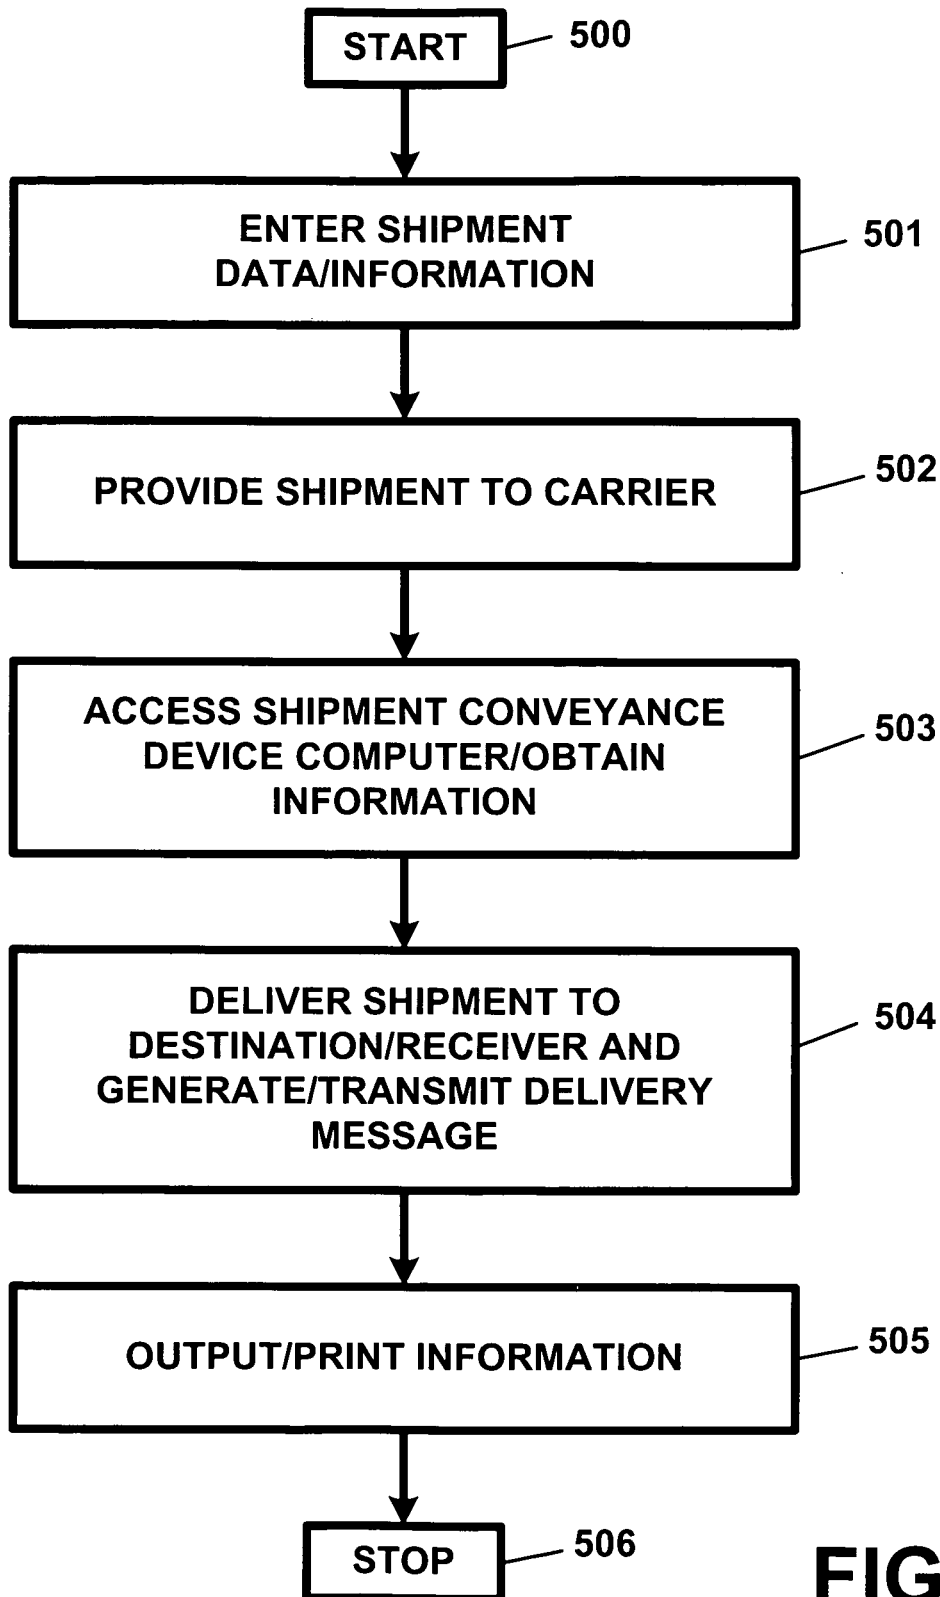 START
500
ENTER SHIPMENT
DATA/INFORMATION
501
PROVIDE SHIPMENT TO CARRIER
502
ACCESS SHIPMENT CONVEYANCE
DEVICE COMPUTER/OBTAIN
INFORMATION
503
DELIVER SHIPMENT TO
DESTINATION/RECEIVER AND
GENERATE/TRANSMIT DELIVERY
MESSAGE
504
OUTPUT/PRINT INFORMATION
505
STOP
506
FIG